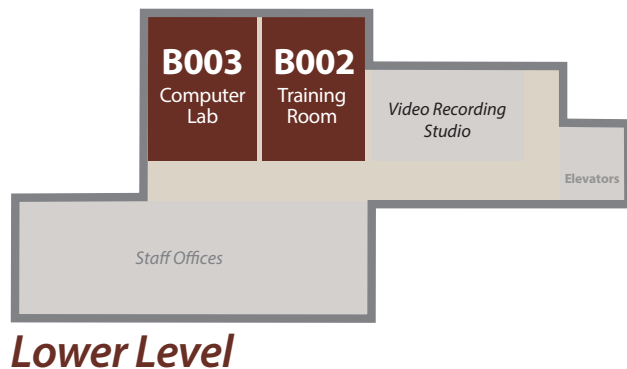 B003
Computer
Lab
B002
Training
Room
Video Recording
Studio
Elevators
Staff Offices
Lower Level